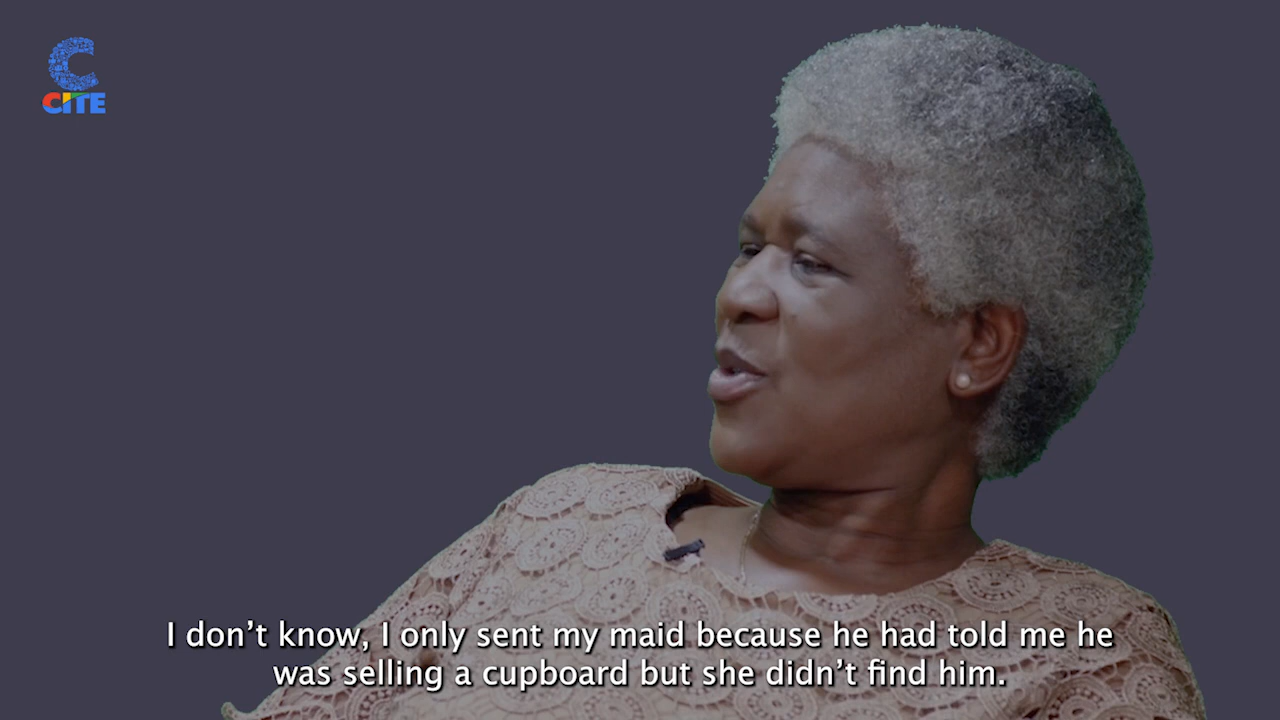 C
CITE
I don't know, I only sent my maid because he had told me he
was selling a cupboard but she didn't find him.